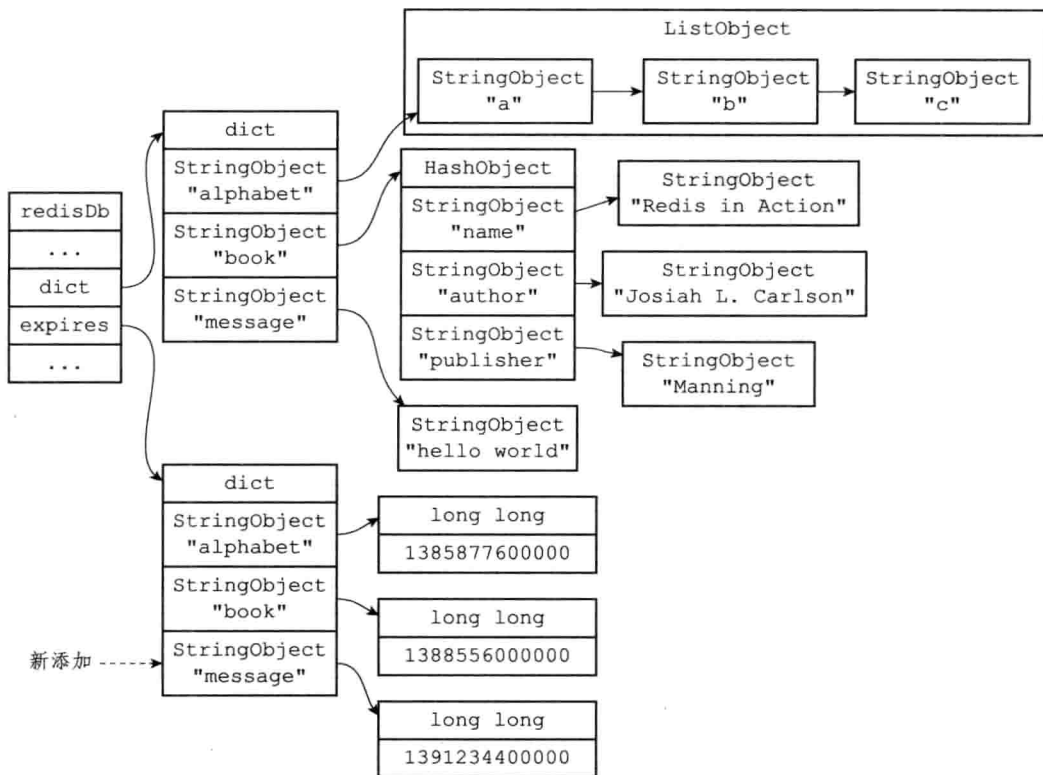 ListObject
StringObject
"a"
StringObject
"b"
StringObject
"c"
dict
StringObject
"alphabet"
StringObject
"book"
StringObject
"message"
HashObject
StringObject
"name"
StringObject
"author"
StringObject
"publisher"
StringObject
"Redis in Action"
StringObject
"Josiah L. Carlson"
StringObject
"Manning"
redisDb
...
dict
expires
...
StringObject
"hello world"
dict
StringObject
"alphabet"
StringObject
"book"
新添加
StringObject
"message"
long long
1385877600000
long long
1388556000000
long long
1391234400000